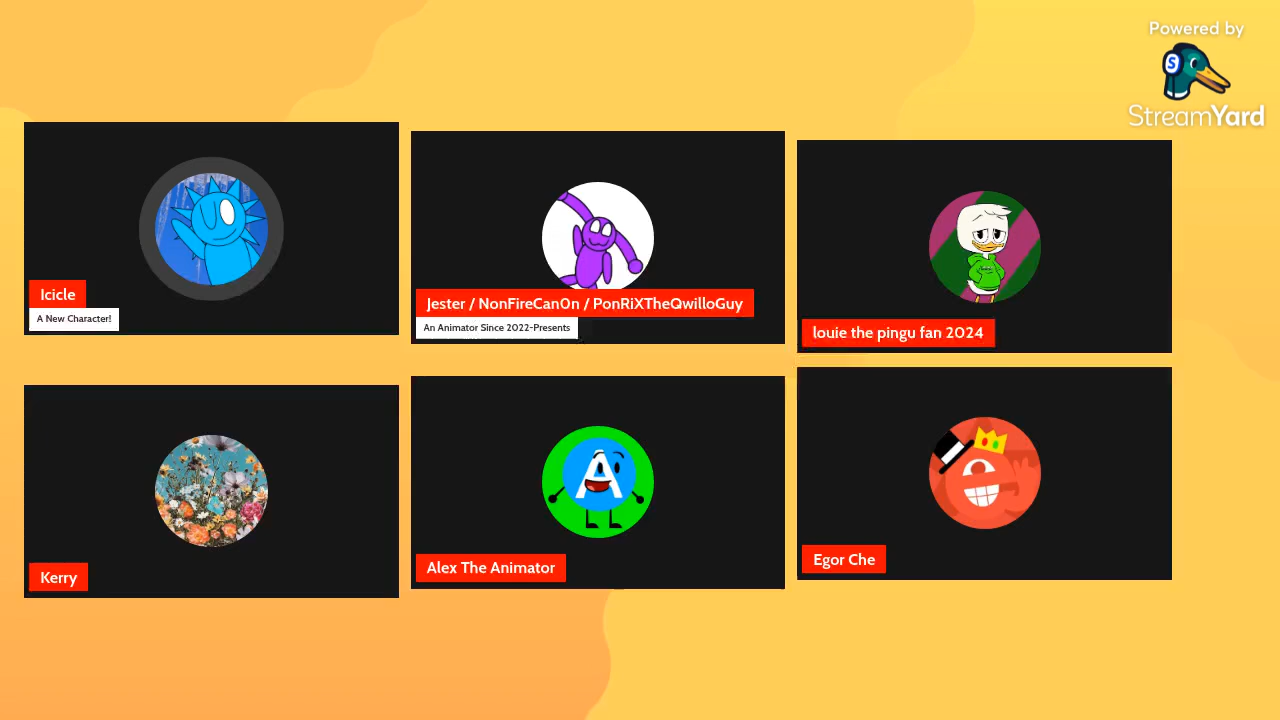 Powered by
S
StreamYard
Icicle
A New Character!
Jester / NonFireCan0n / PonRiXTheQwilloGuy
An Animator Since 2022-Presents
louie the pingu fan 2024
Kerry
A
Alex The Animator
Egor Che